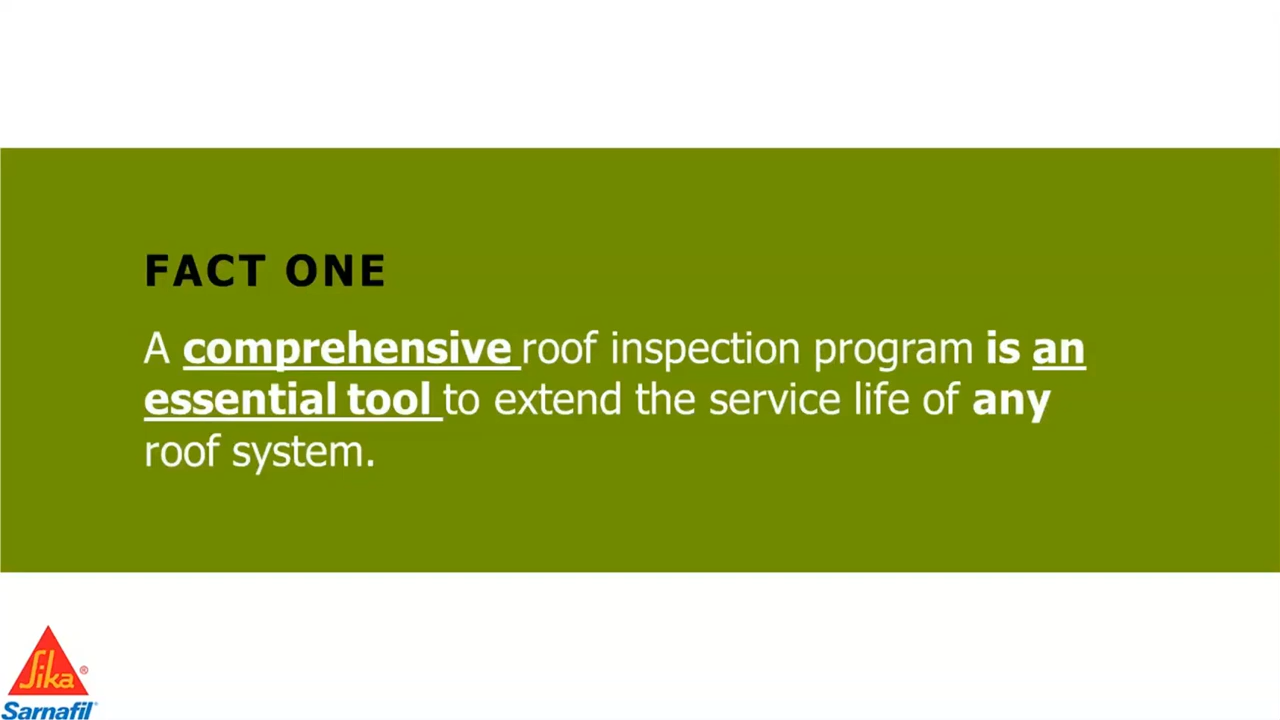 FACT ONE
A comprehensive roof inspection program is an
essential tool to extend the service life of any
roof system.
Sika®
Sarnafil®